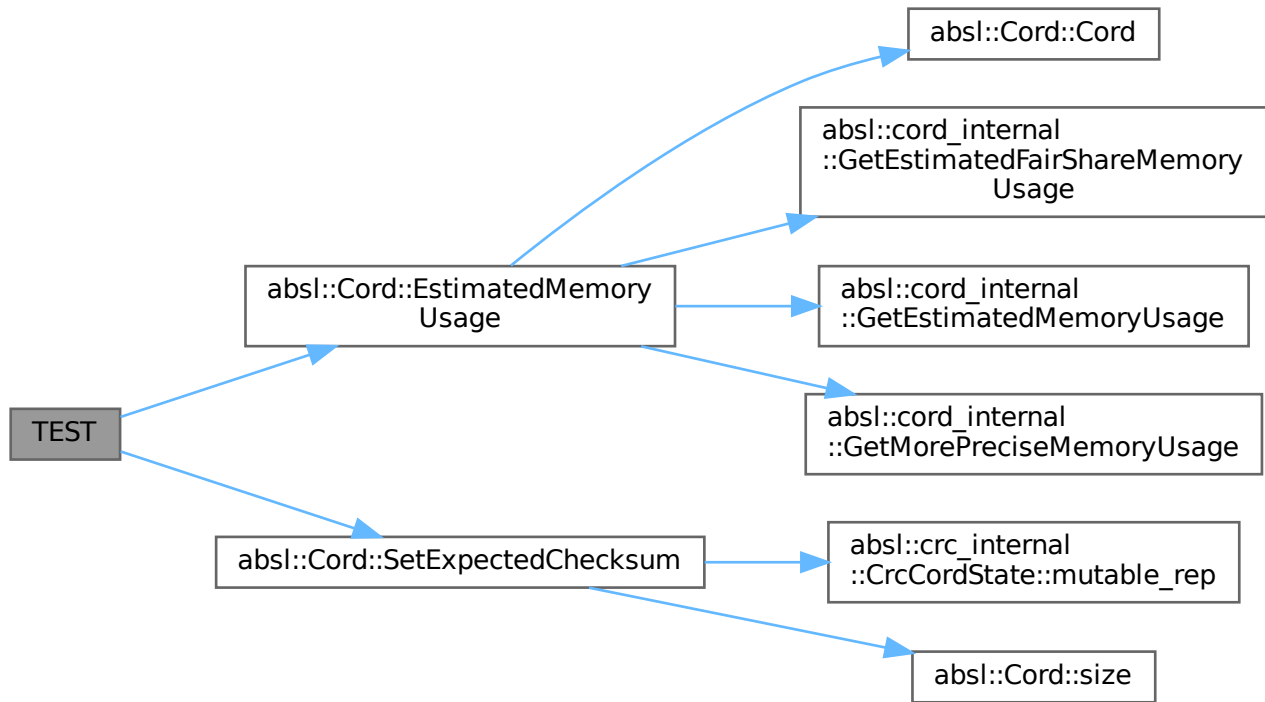 absl::Cord::Cord
absl::cord_internal
::GetEstimatedFairShareMemory
Usage
absl::Cord::EstimatedMemory
Usage
absl::cord_internal
::GetEstimatedMemoryUsage
absl::cord_internal
::GetMorePreciseMemoryUsage
TEST
absl::Cord::SetExpectedChecksum
absl::crc_internal
::CrcCordState::mutable_rep
absl::Cord::size